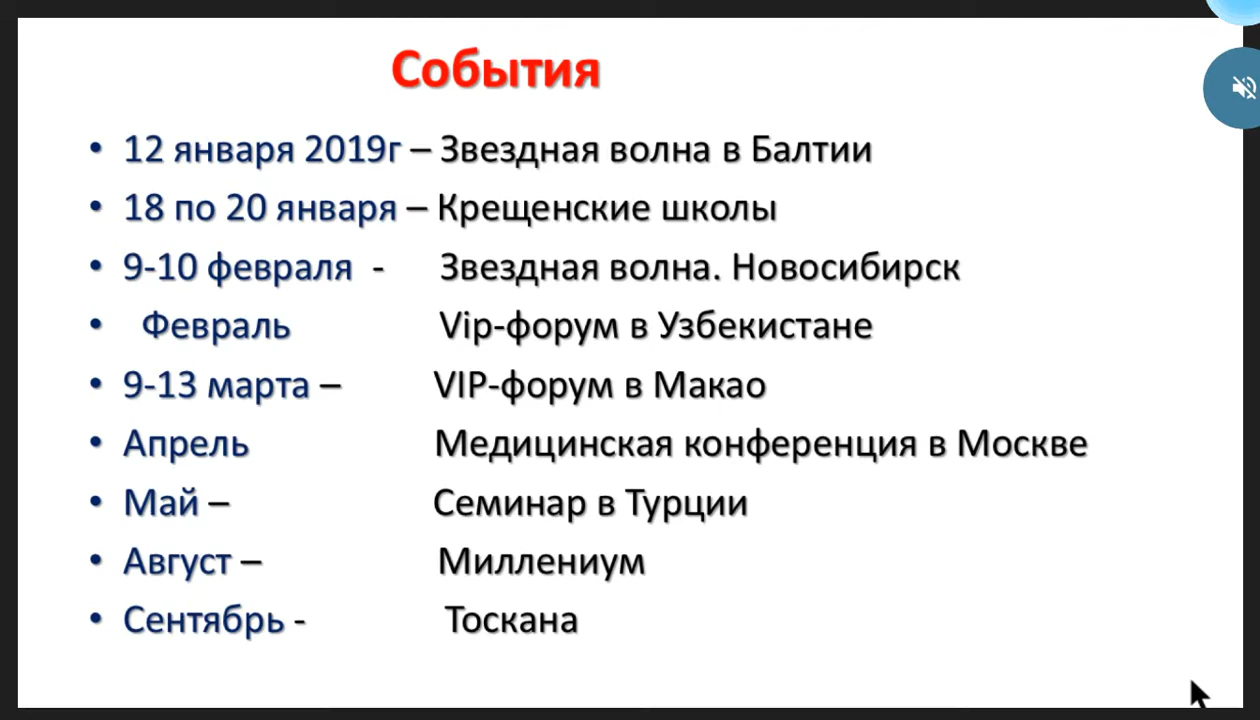 События
• 12 января 2019г – Звездная волна в Балтии
• 18 по 20 января – Крещенские школы
• 9-10 февраля - Звездная волна. Новосибирск
• Февраль Vip-форум в Узбекистане
• 9-13 марта – VIP-форум в Макао
• Апрель Медицинская конференция в Москве
• Май – Семинар в Турции
• Август – Миллениум
• Сентябрь - Тоскана